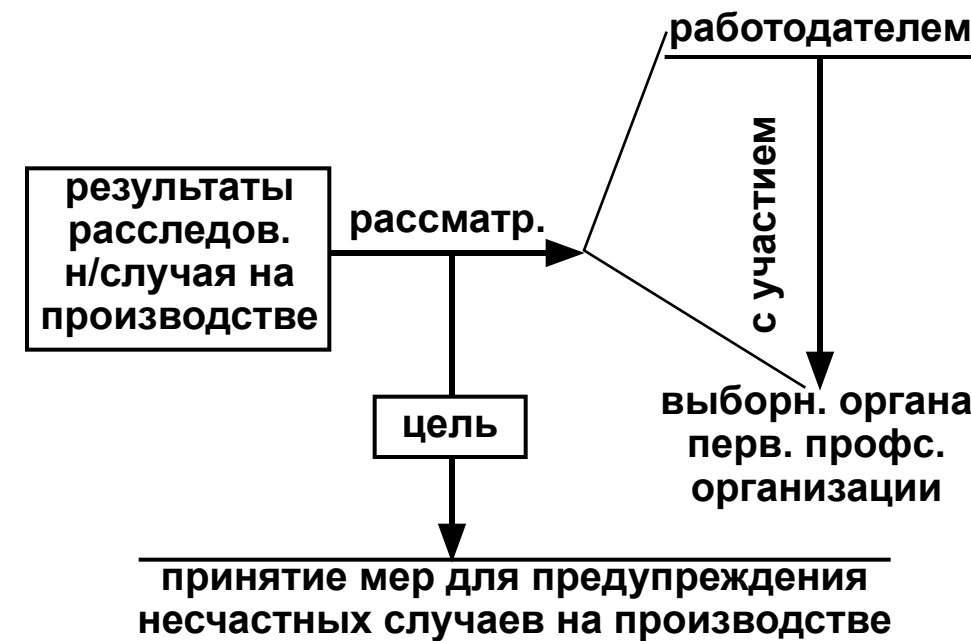 работодателем
с участием
результаты
расследов.
н/случая на
производстве
рассматр.
выборн. органа
перв. профс.
организации
цель
принятие мер для предупреждения
несчастных случаев на производстве